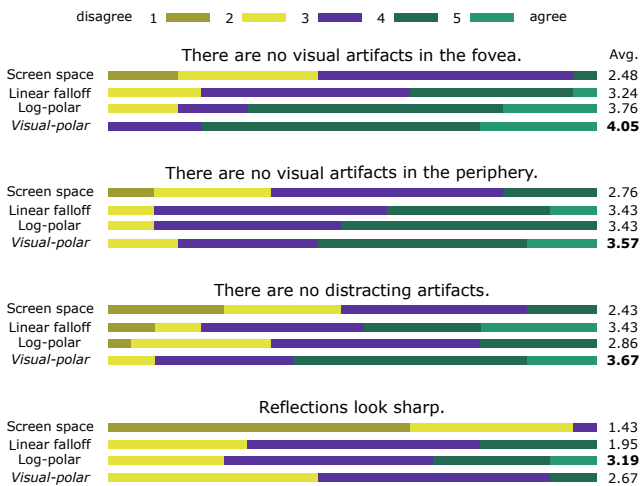 disagree 1 2 3 4 5 agree
There are no visual artifacts in the fovea. Avg.
Screen space 2.48
Linear falloff 3.24
Log-polar 3.76
Visual-polar 4.05
There are no visual artifacts in the periphery.
Screen space 2.76
Linear falloff 3.43
Log-polar 3.43
Visual-polar 3.57
There are no distracting artifacts.
Screen space 2.43
Linear falloff 3.43
Log-polar 2.86
Visual-polar 3.67
Reflections look sharp.
Screen space 1.43
Linear falloff 1.95
Log-polar 3.19
Visual-polar 2.67